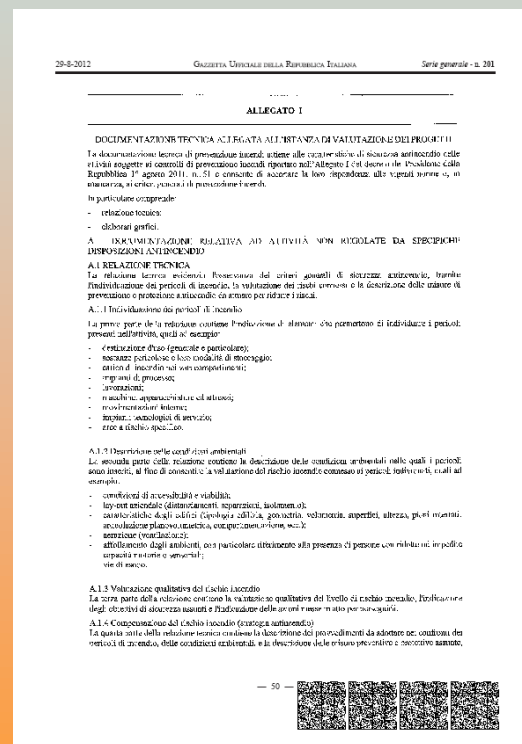 29-8-2012 GAZZETTA UFFICIALE DELLA REPUBBLICA ITALIANA Serie generale - n. 201
ALLEGATO I
DOCUMENTAZIONE TECNICA ALLEGATA ALL'ISTANZA DI VALUTAZIONE DEI PROGETTI
La documentazione tecnica di prevenzione incendi attiene alle caratteristiche di sicurezza antincendio delle
attività soggette ai controlli di prevenzione incendi riportate nell'Allegato I del decreto del Presidente della
Repubblica 1° agosto 2011, n.151 e consente di accertare la loro rispondenza alle vigenti norme o, in
mancanza, ai criteri generali di prevenzione incendi.
In particolare comprende:
- relazione tecnica;
- elaborati grafici.
A DOCUMENTAZIONE RELATIVA AD ATTIVITÀ NON REGOLATE DA SPECIFICHE
DISPOSIZIONI ANTINCENDIO
A.1 RELAZIONE TECNICA
La relazione tecnica evidenzia l'osservanza dei criteri generali di sicurezza antincendio, tramite
l'individuazione dei pericoli di incendio, la valutazione dei rischi connessi e la descrizione delle misure di
prevenzione e protezione antincendio da attuare per ridurre i rischi.
A.1.1 Individuazione dei pericoli di incendio
La prima parte della relazione contiene l'indicazione di elementi che permettono di individuare i pericoli
presenti nell'attività, quali ad esempio:
- destinazione d'uso (generale e particolare);
- sostanze pericolose e loro modalità di stoccaggio;
- carico di incendio nei vari compartimenti;
- impianti di processo;
- lavorazioni;
- macchine, apparecchiature ed attrezzi;
- movimentazioni interne;
- impianti tecnologici di servizio;
- aree a rischio specifico.
A.1.2 Descrizione delle condizioni ambientali
La seconda parte della relazione contiene la descrizione delle condizioni ambientali nelle quali i pericoli
sono inseriti, al fine di consentire la valutazione del rischio incendio connesso ai pericoli individuati, quali ad
esempio:
- condizioni di accessibilità e viabilità;
- lay-out aziendale (distanziamenti, separazioni, isolamento);
- caratteristiche degli edifici (tipologia edilizia, geometria, volumetria, superfici, altezza, piani interrati,
articolazione planovolumetrica, compartimentazione, ecc.);
- aerazione (ventilazione);
- affollamento degli ambienti, con particolare riferimento alla presenza di persone con ridotte od impedite
capacità motorie o sensoriali;
vie di esodo.
A.1.3 Valutazione qualitativa del rischio incendio
La terza parte della relazione contiene la valutazione qualitativa del livello di rischio incendio, l'indicazione
degli obiettivi di sicurezza assunti e l'indicazione delle azioni messe in atto per perseguirli.
A.1.4 Compensazione del rischio incendio (strategia antincendio)
La quarta parte della relazione tecnica contiene la descrizione dei provvedimenti da adottare nei confronti dei
pericoli di incendio, delle condizioni ambientali, e la descrizione delle misure preventive e protettive assunte,
— 50 —